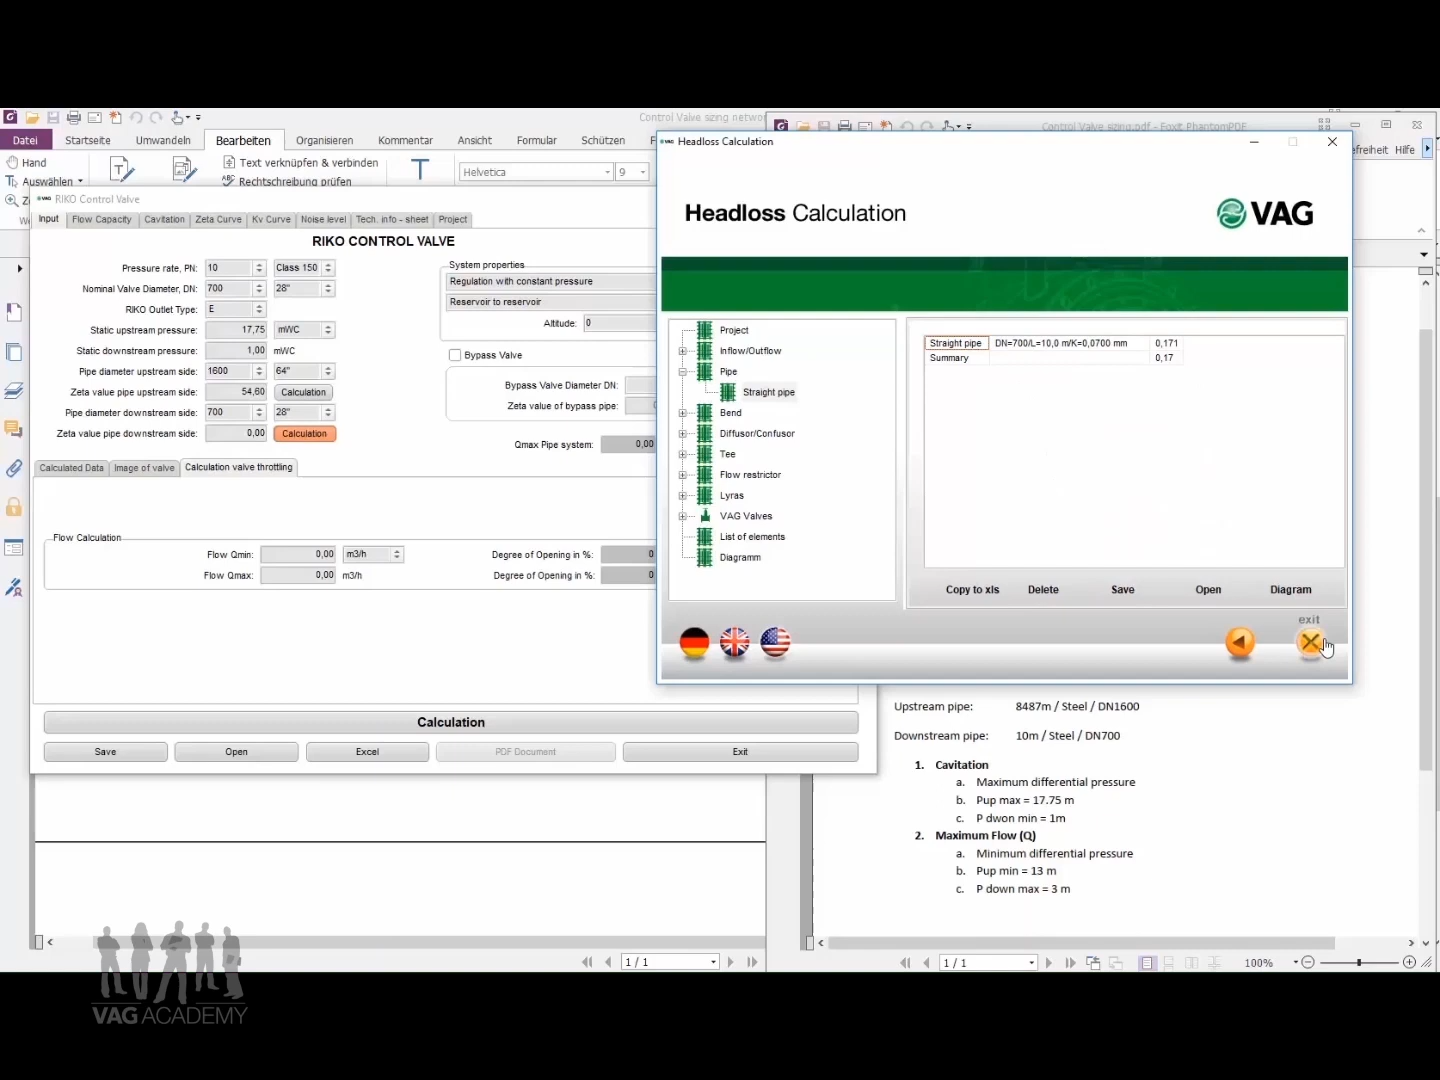 Control Valve sizing networ
Control Valve sizing.pdf - Foxit PhantomPDF
Datei Startseite Umwandeln Bearbeiten Organisieren Kommentar Ansicht Formular Schützen F
efreiheit Hilfe
Hand
Auswählen
Text verknüpfen & verbinden
Rechtschreibung prüfen
Helvetica 9
RIKO Control Valve
Input Flow Capacity Cavitation Zeta Curve Kv Curve Noise level Tech. info - sheet Project
RIKO CONTROL VALVE
Pressure rate, PN: 10 Class 150
Nominal Valve Diameter, DN: 700 28"
RIKO Outlet Type: E
Static upstream pressure: 17,75 mWC
Static downstream pressure: 1,00 mWC
Pipe diameter upstream side: 1600 64"
Zeta value pipe upstream side: 54,60 Calculation
Pipe diameter downstream side: 700 28"
Zeta value pipe downstream side: 0,00 Calculation
System properties
Regulation with constant pressure
Reservoir to reservoir
Altitude: 0
Bypass Valve
Bypass Valve Diameter DN:
Zeta value of bypass pipe:
Qmax Pipe system: 0,00
Calculated Data Image of valve Calculation valve throttling
Flow Calculation
Flow Qmin: 0,00 m3/h Degree of Opening in %: 0
Flow Qmax: 0,00 m3/h Degree of Opening in %: 0
Calculation
Save Open Excel PDF Document Exit
Headloss Calculation
Headloss Calculation
VAG
Project
Inflow/Outflow
Pipe
Straight pipe
Bend
Diffusor/Confusor
Tee
Flow restrictor
Lyras
VAG Valves
List of elements
Diagramm
Straight pipe DN=700/L=10,0 m/K=0,0700 mm 0,171
Summary 0,17
Copy to xls Delete Save Open Diagram
exit
Upstream pipe: 8487m / Steel / DN1600
Downstream pipe: 10m / Steel / DN700
1. Cavitation
a. Maximum differential pressure
b. Pup max = 17.75 m
c. P dwon min = 1m
2. Maximum Flow (Q)
a. Minimum differential pressure
b. Pup min = 13 m
c. P down max = 3 m
1 / 1
1 / 1
100%
VAG ACADEMY